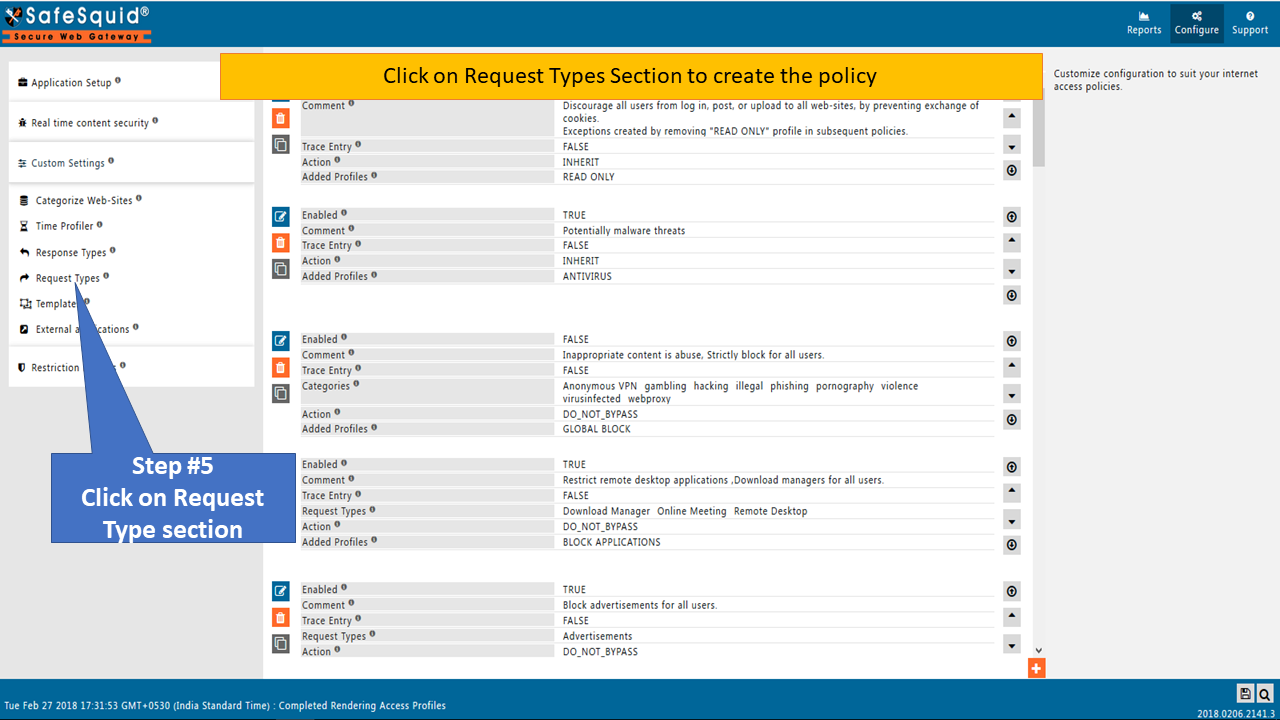 SafeSquid®
Secure Web Gateway
Reports Configure Support
Click on Request Types Section to create the policy
Customize configuration to suit your internet
access policies.
Application Setup
Real time content security
Custom Settings
Categorize Web-Sites
Time Profiler
Response Types
Request Types
Template
External
Restriction
Step #5
Click on Request
Type section
Comment Discourage all users from log in, post, or upload to all web-sites, by preventing exchange of
cookies.
Exceptions created by removing "READ ONLY" profile in subsequent policies.
Trace Entry FALSE
Action INHERIT
Added Profiles READ ONLY
Enabled TRUE
Comment Potentially malware threats
Trace Entry FALSE
Action INHERIT
Added Profiles ANTIVIRUS
Enabled FALSE
Comment Inappropriate content is abuse, Strictly block for all users.
Trace Entry FALSE
Categories Anonymous VPN gambling hacking illegal phishing pornography violence
virusinfected webproxy
Action DO_NOT_BYPASS
Added Profiles GLOBAL BLOCK
Enabled TRUE
Comment Restrict remote desktop applications ,Download managers for all users.
Trace Entry FALSE
Request Types Download Manager Online Meeting Remote Desktop
Action DO_NOT_BYPASS
Added Profiles BLOCK APPLICATIONS
Enabled TRUE
Comment Block advertisements for all users.
Trace Entry FALSE
Request Types Advertisements
Action DO_NOT_BYPASS
Tue Feb 27 2018 17:31:53 GMT+0530 (India Standard Time) : Completed Rendering Access Profiles
2018.0206.2141.3